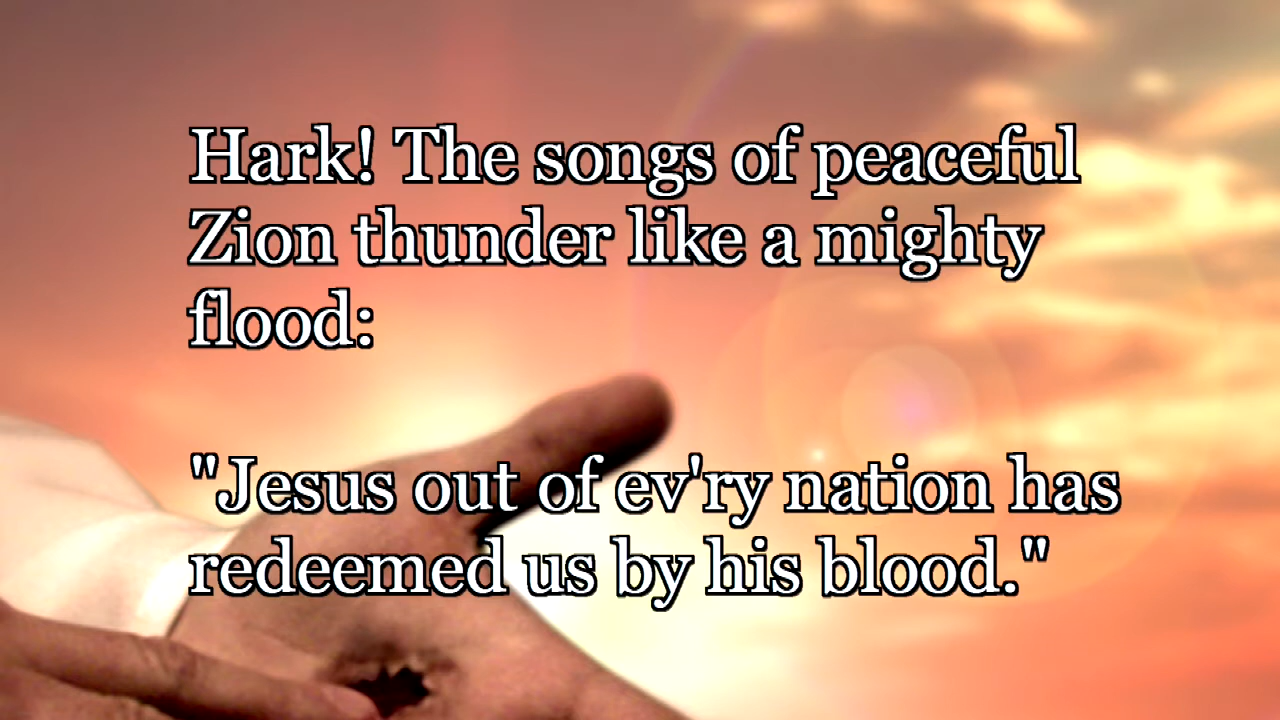 Hark! The songs of peaceful
Zion thunder like a mighty
flood:
"Jesus out of ev'ry nation has
redeemed us by his blood."